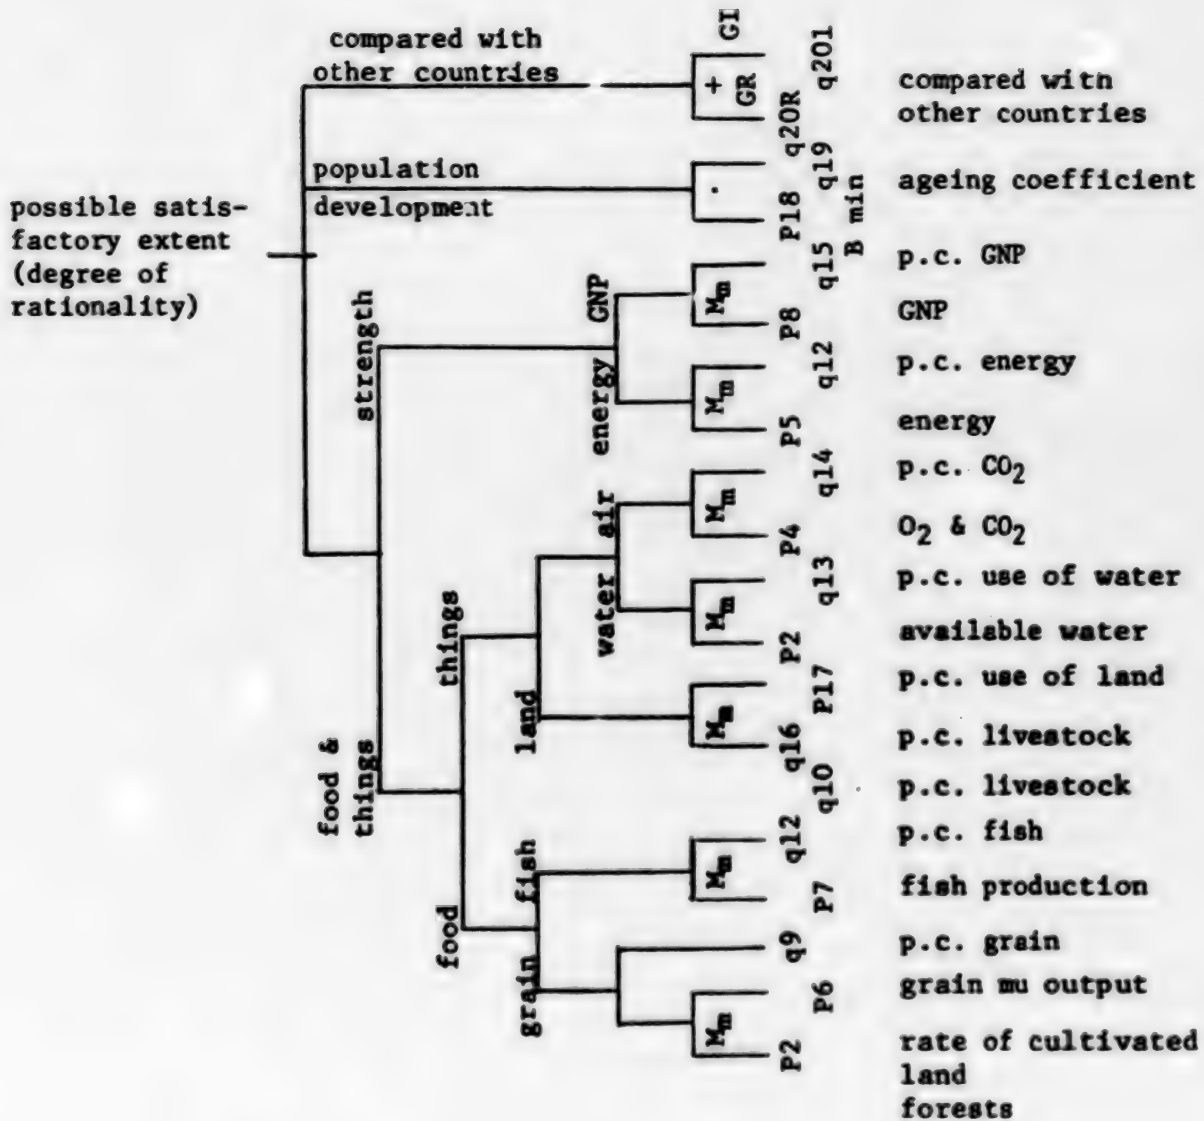 compared with
other countries
GI
+
GR
q201
q20R
compared with
other countries
population
development
.
q19
P18
B min
ageing coefficient
possible satis-
factory extent
(degree of
rationality)
strength
GNP
Mm
q15
P8
p.c. GNP
GNP
energy
Mm
q12
P5
p.c. energy
energy
air
Mm
q14
P4
p.c. CO2
O2 & CO2
water
Mm
q13
P2
p.c. use of water
available water
things
land
Mm
P17
q16
p.c. use of land
p.c. livestock
food &
things
q10
p.c. livestock
fish
Mm
q12
P7
p.c. fish
fish production
food
grain
q9
p.c. grain
Mm
P6
P2
grain mu output
rate of cultivated
land
forests